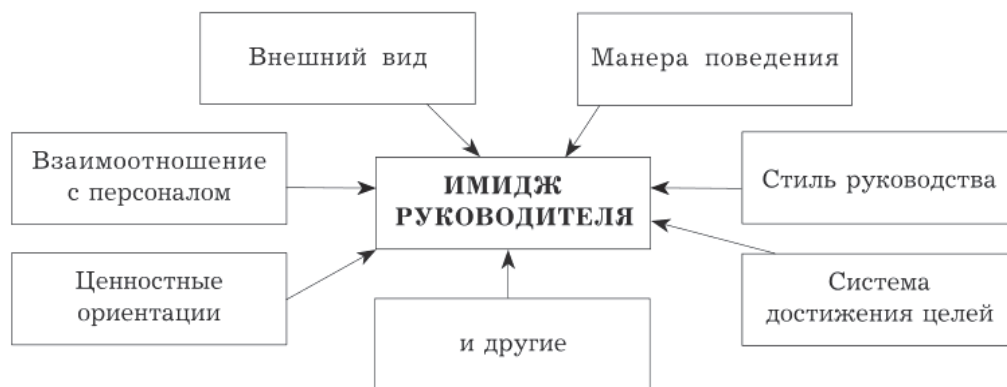 Внешний вид
Манера поведения
Взаимоотношение
с персоналом
ИМИДЖ
РУКОВОДИТЕЛЯ
Стиль руководства
Ценностные
ориентации
и другие
Система
достижения целей